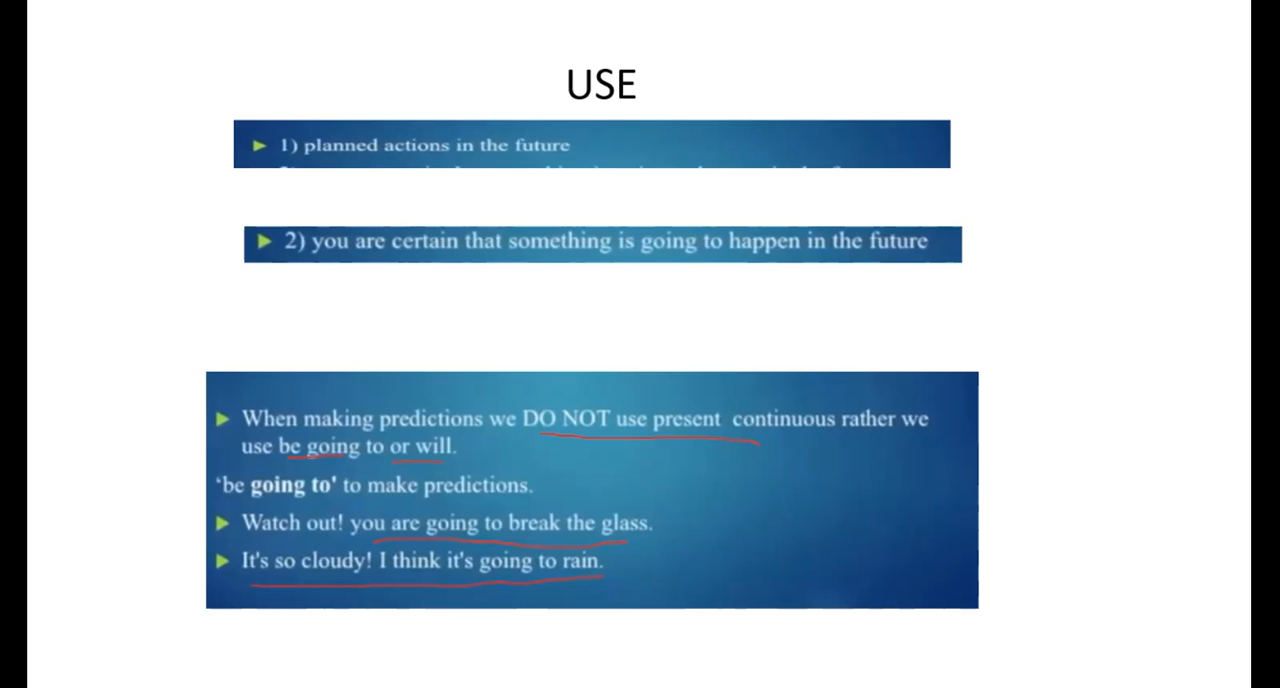 USE
► 1) planned actions in the future
► 2) you are certain that something is going to happen in the future
► When making predictions we DO NOT use present continuous rather we
use be going to or will.
‘be going to' to make predictions.
► Watch out! you are going to break the glass.
► It's so cloudy! I think it's going to rain.